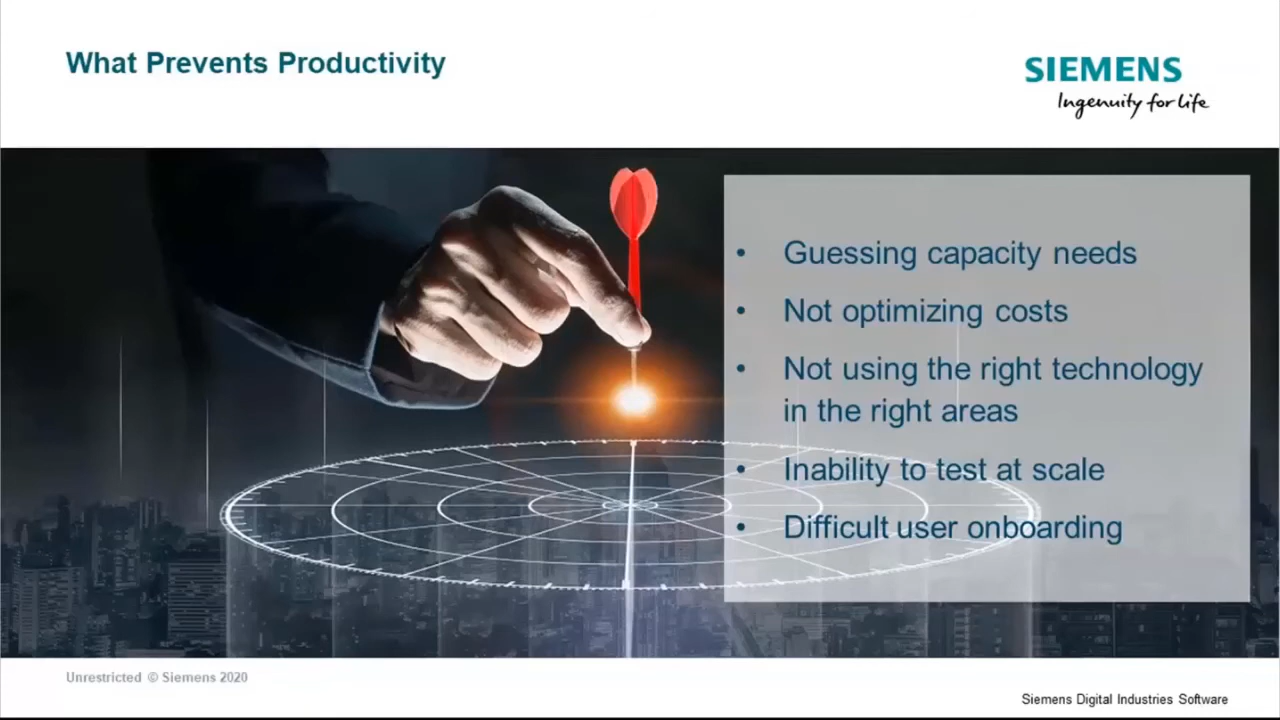 What Prevents Productivity
SIEMENS
Ingenuity for Life
• Guessing capacity needs
• Not optimizing costs
• Not using the right technology
in the right areas
• Inability to test at scale
• Difficult user onboarding
Unrestricted © Siemens 2020
Siemens Digital Industries Software